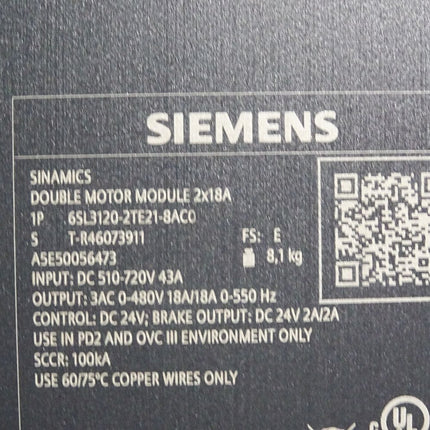 SIEMENS
SINAMICS
DOUBLE MOTOR MODULE 2x18A
1P 6SL3120-2TE21-8AC0
S T-R46073911 FS: E
A5E50056473 8,1 kg
INPUT: DC 510-720V 43A
OUTPUT: 3AC 0-480V 18A/18A 0-550 Hz
CONTROL: DC 24V; BRAKE OUTPUT: DC 24V 2A/2A
USE IN PD2 AND OVC III ENVIRONMENT ONLY
SCCR: 100kA
USE 60/75°C COPPER WIRES ONLY
c UL